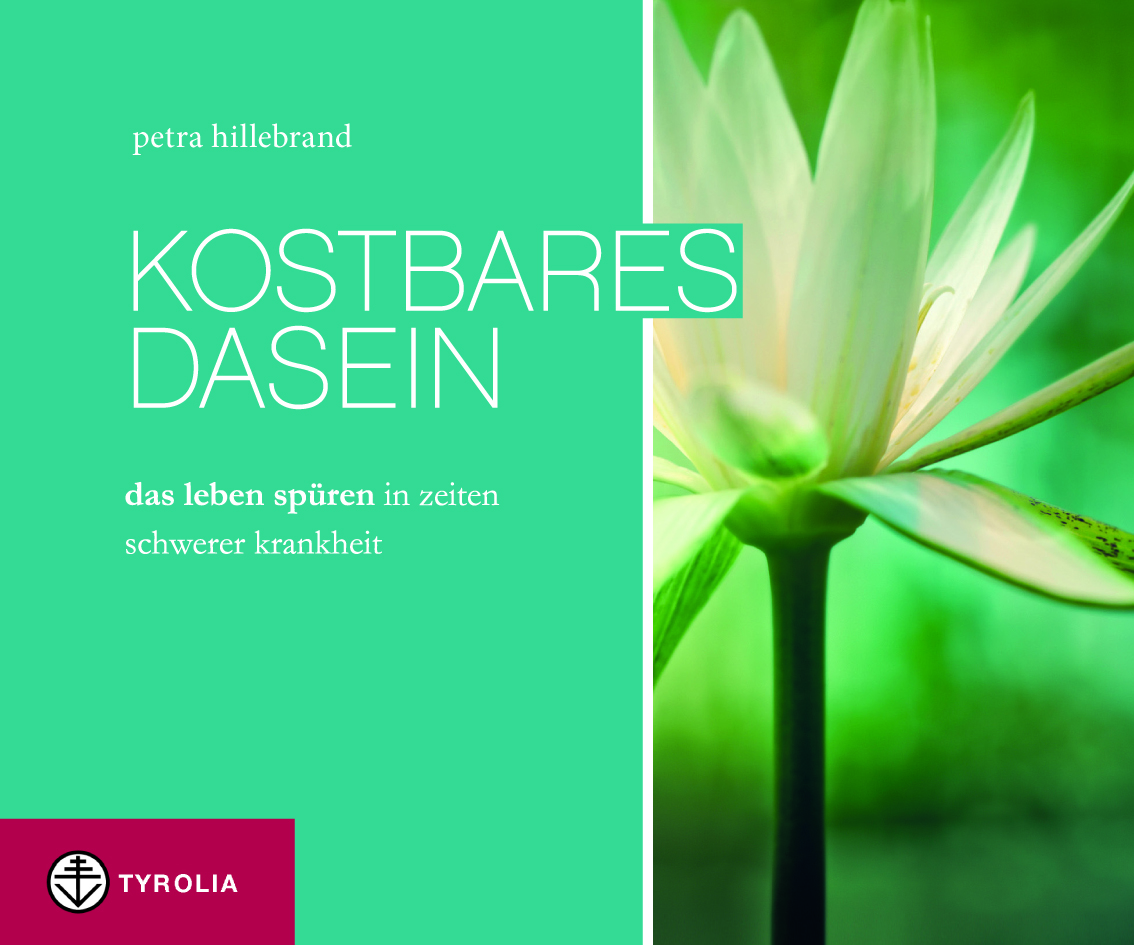 petra hillebrand
KOSTBARES
DASEIN
das leben spüren in zeiten
schwerer krankheit
TYROLIA